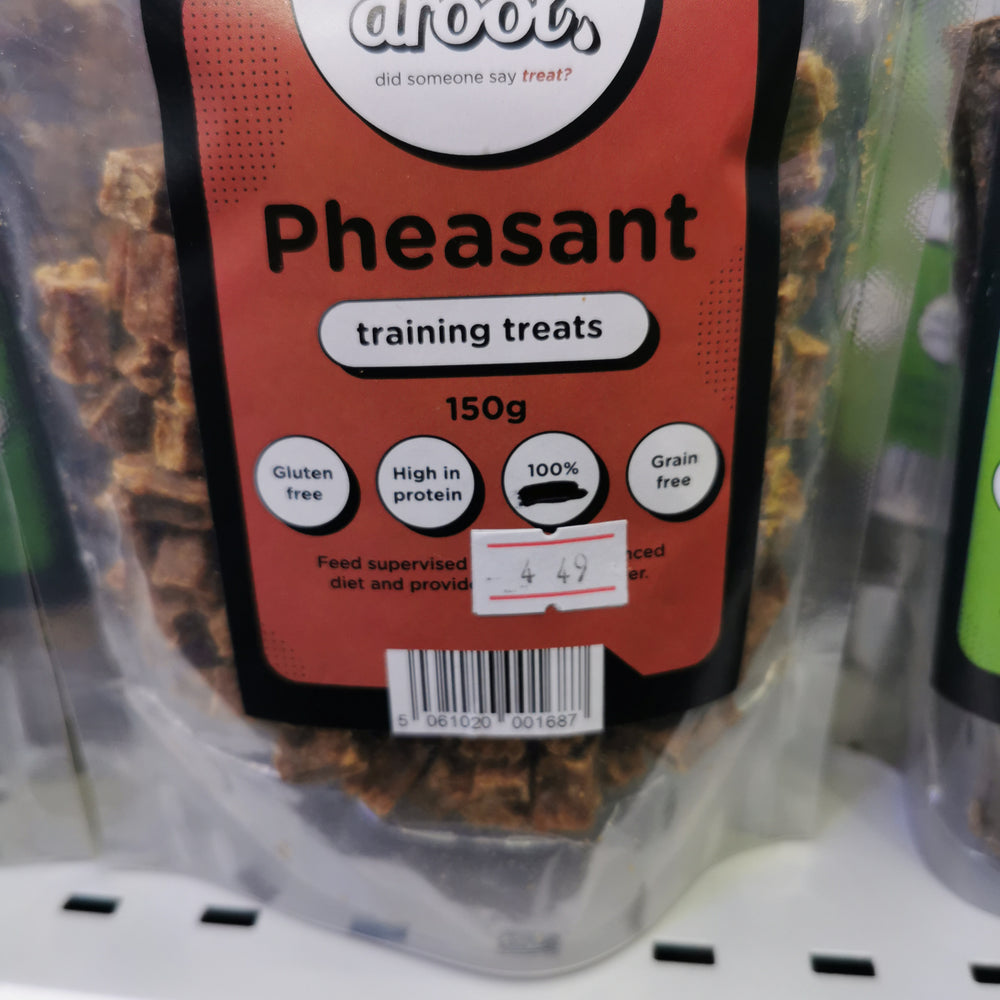 drool.
did someone say treat?
Pheasant
training treats
150g
Gluten
free
High in
protein
100%
Grain
free
Feed supervised
diet and provid
4 49
5 061020 001687